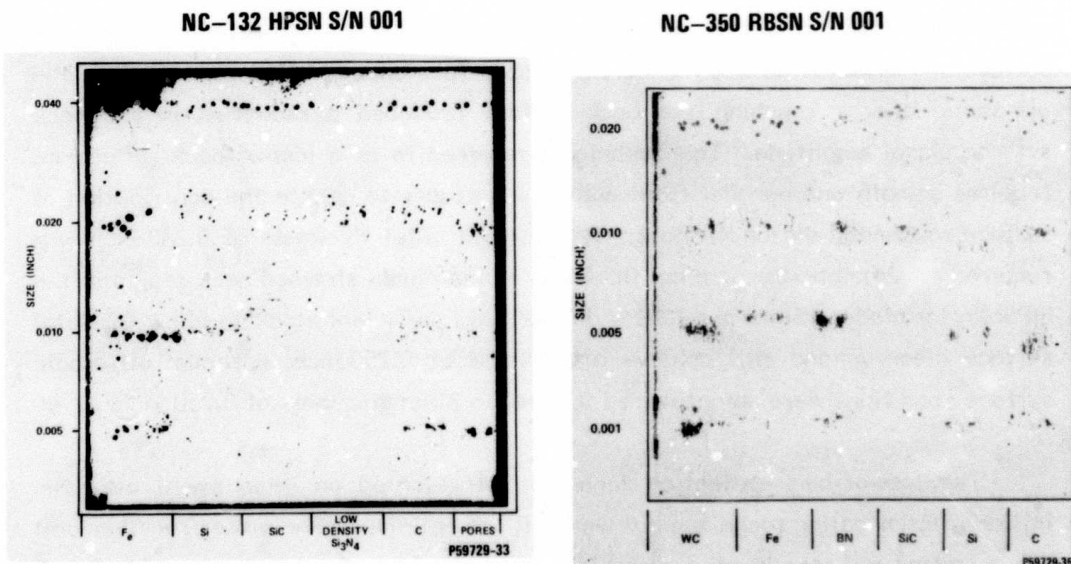 NC–132 HPSN S/N 001
0.040
0.020
0.010
0.005
SIZE (INCH)
Fe
Si
SiC
LOW
DENSITY
Si3N4
C
PORES
P59729-33
NC–350 RBSN S/N 001
0.020
0.010
0.005
0.001
SIZE (INCH)
WC
Fe
BN
SiC
Si
C